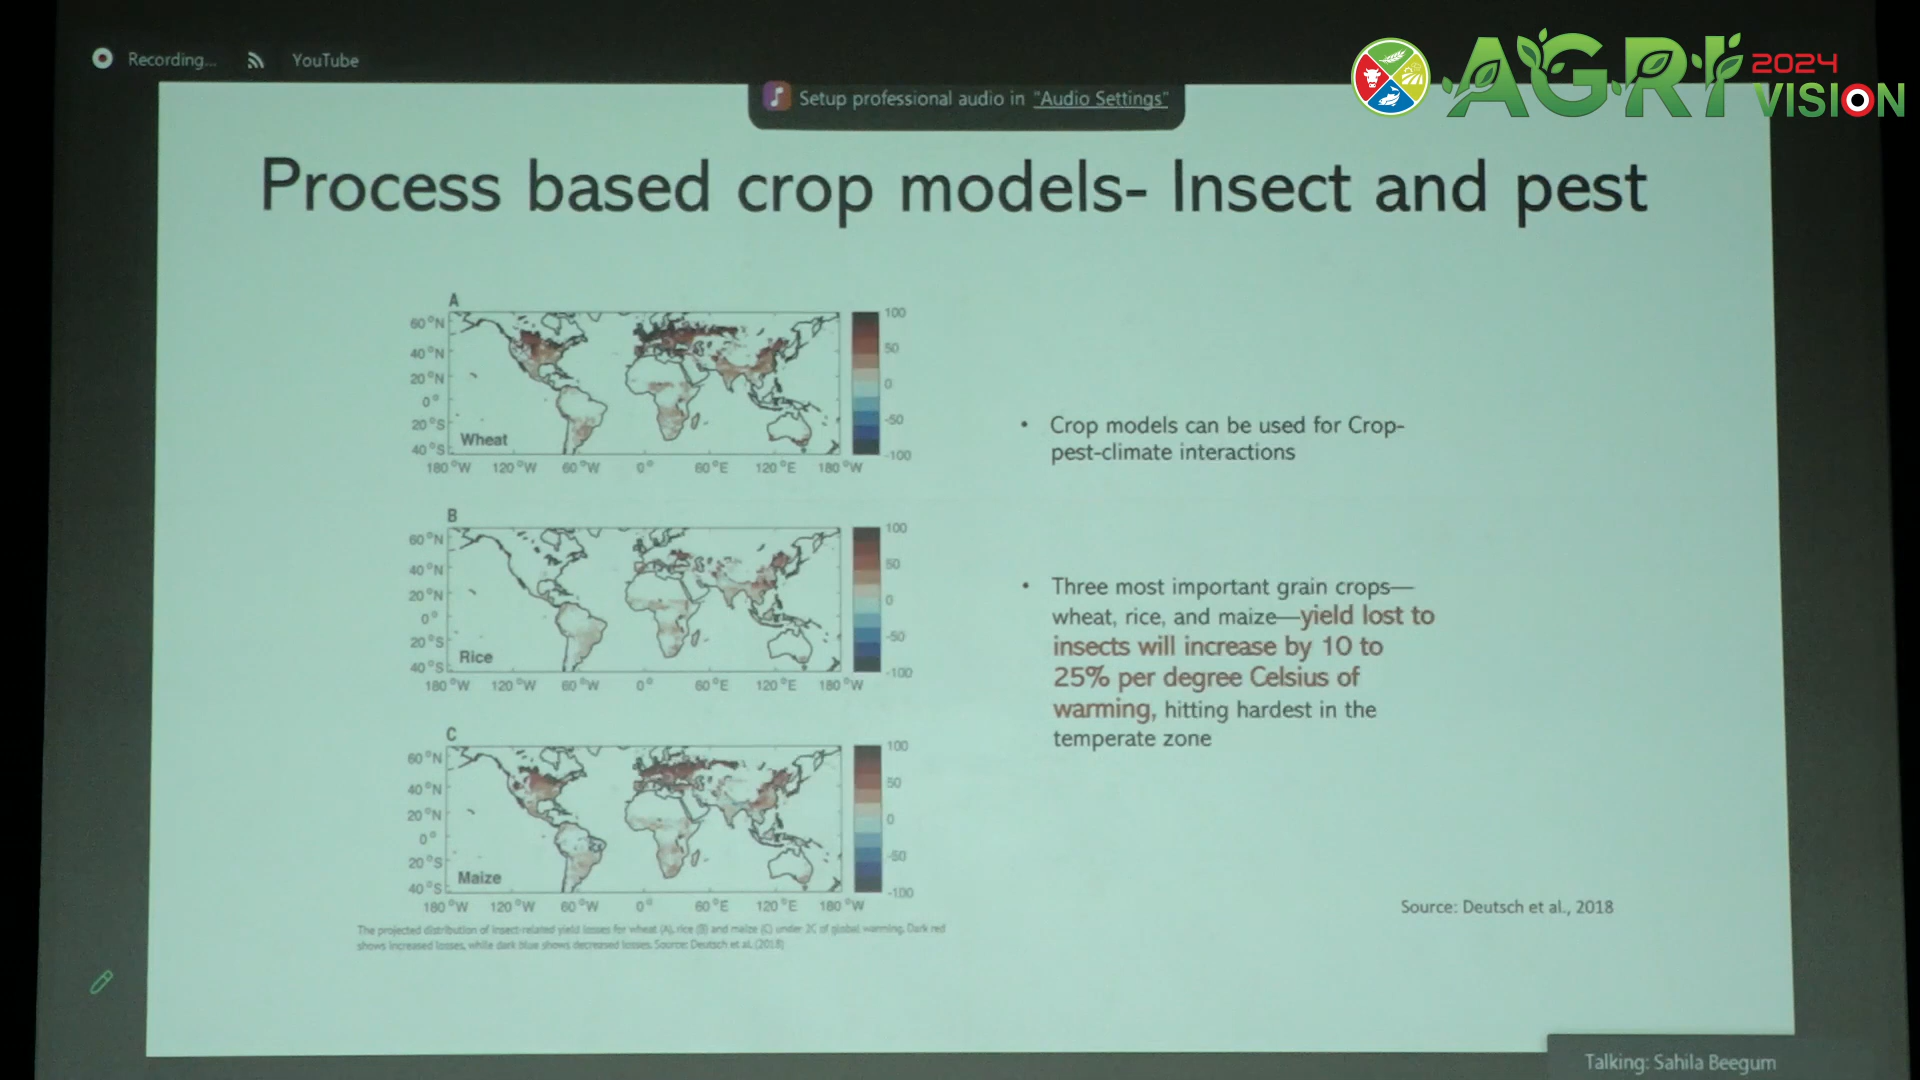 Recording...
YouTube
Setup professional audio in "Audio Settings"
AGRI
2024
VISION
Process based crop models- Insect and pest
A
60°N
40°N
20°N
0°
20°S
40°S
Wheat
180°W 120°W 60°W 0° 60°E 120°E 180°W
100
50
0
-50
-100
B
60°N
40°N
20°N
0°
20°S
40°S
Rice
180°W 120°W 60°W 0° 60°E 120°E 180°W
100
50
0
-50
-100
C
60°N
40°N
20°N
0°
20°S
40°S
Maize
180°W 120°W 60°W 0° 60°E 120°E 180°W
100
50
0
-50
-100
The projected distribution of insect-related yield losses for wheat (A), rice (B) and maize (C) under 2C of global warming. Dark red
shows increased losses, while dark blue shows decreased losses. Source: Deutsch et al. (2018)
• Crop models can be used for Crop-
pest-climate interactions
• Three most important grain crops—
wheat, rice, and maize—yield lost to
insects will increase by 10 to
25% per degree Celsius of
warming, hitting hardest in the
temperate zone
Source: Deutsch et al., 2018
Talking: Sahila Beegum